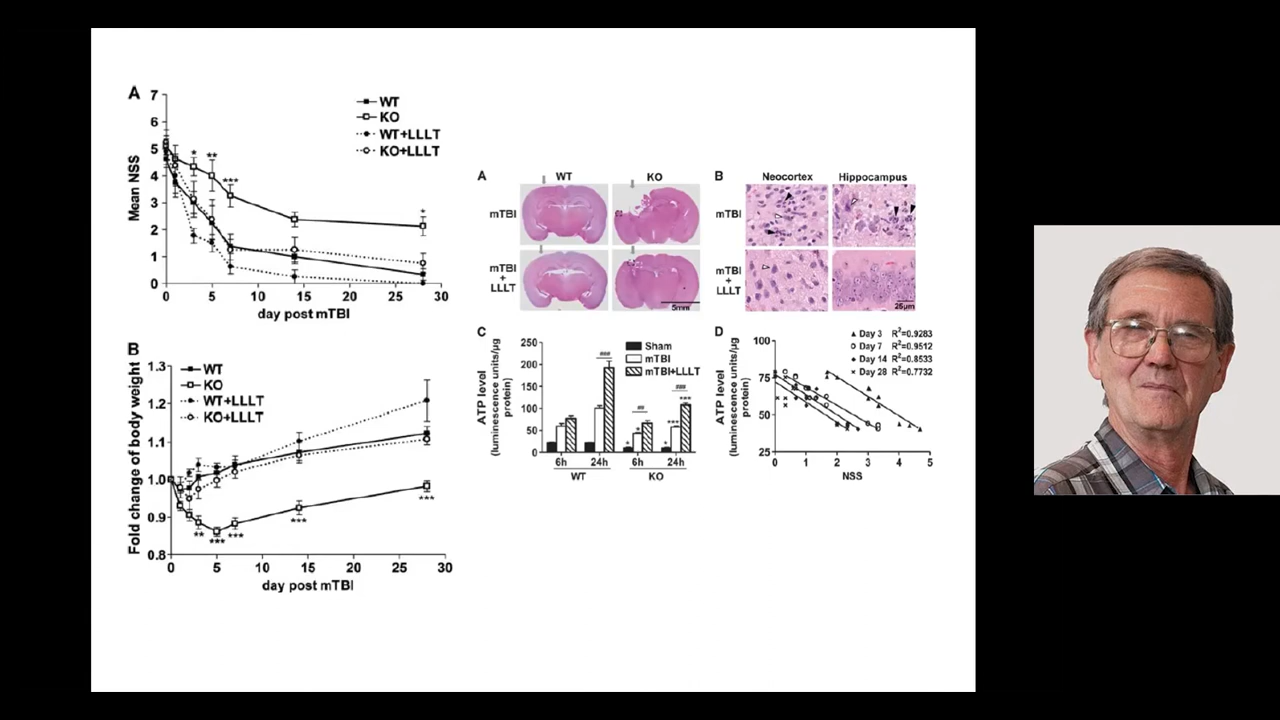 A
7
6
5
4
3
2
1
0
Mean NSS
WT
KO
WT+LLLT
KO+LLLT
*
**
***
*
0 5 10 15 20 25 30
day post mTBI
B
1.3
1.2
1.1
1.0
0.9
0.8
Fold change of body weight
WT
KO
WT+LLLT
KO+LLLT
**
***
***
***
***
0 5 10 15 20 25 30
day post mTBI
A
WT KO
mTBI
mTBI
+
LLLT
5mm
B
Neocortex Hippocampus
mTBI
mTBI
+
LLLT
25μm
C
250
200
150
100
50
0
ATP level
(luminescence units/μg
protein)
Sham
mTBI
mTBI+LLLT
###
##
###
* * * *** ***
6h 24h 6h 24h
WT KO
D
100
75
50
25
ATP level
(luminescence units/μg
protein)
Day 3 R²=0.9283
Day 7 R²=0.9512
Day 14 R²=0.8533
Day 28 R²=0.7732
0 1 2 3 4 5
NSS